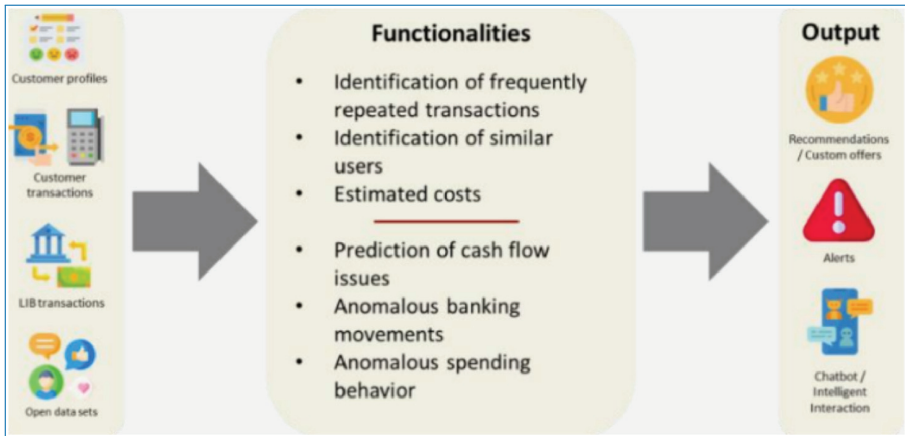 Customer profiles
Customer
transactions
LIB transactions
Open data sets
Functionalities
• Identification of frequently
repeated transactions
• Identification of similar
users
• Estimated costs
• Prediction of cash flow
issues
• Anomalous banking
movements
• Anomalous spending
behavior
Output
Recommendations
/ Custom offers
Alerts
Chatbot /
Intelligent
Interaction